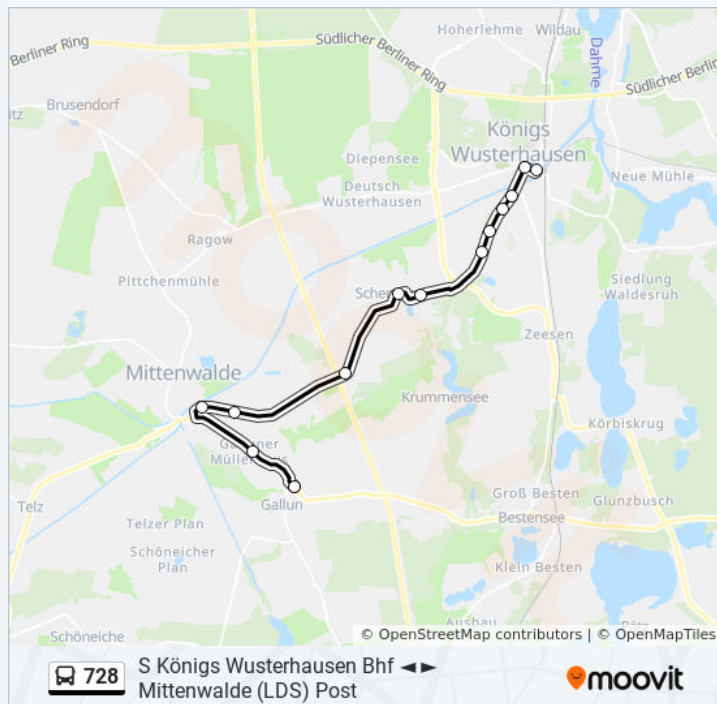 Berliner Ring
Südlicher Berliner Ring
Hoherlehme
Wildau
Dahme
Südlicher Berliner
Brusendorf
Königs
Wusterhausen
Diepensee
Deutsch
Wusterhausen
Neue Mühle
Ragow
Pittchenmühle
Siedlung
Waldesruh
Zeesen
Mittenwalde
Krummensee
Körbiskrug
Gallun
Groß Besten
Glunzbusch
Bestensee
Telz
Telzer Plan
Schöneicher
Plan
Klein Besten
Schöneiche
© OpenStreetMap contributors | © OpenMapTiles
728
S Königs Wusterhausen Bhf ◄ ►
Mittenwalde (LDS) Post
moovit